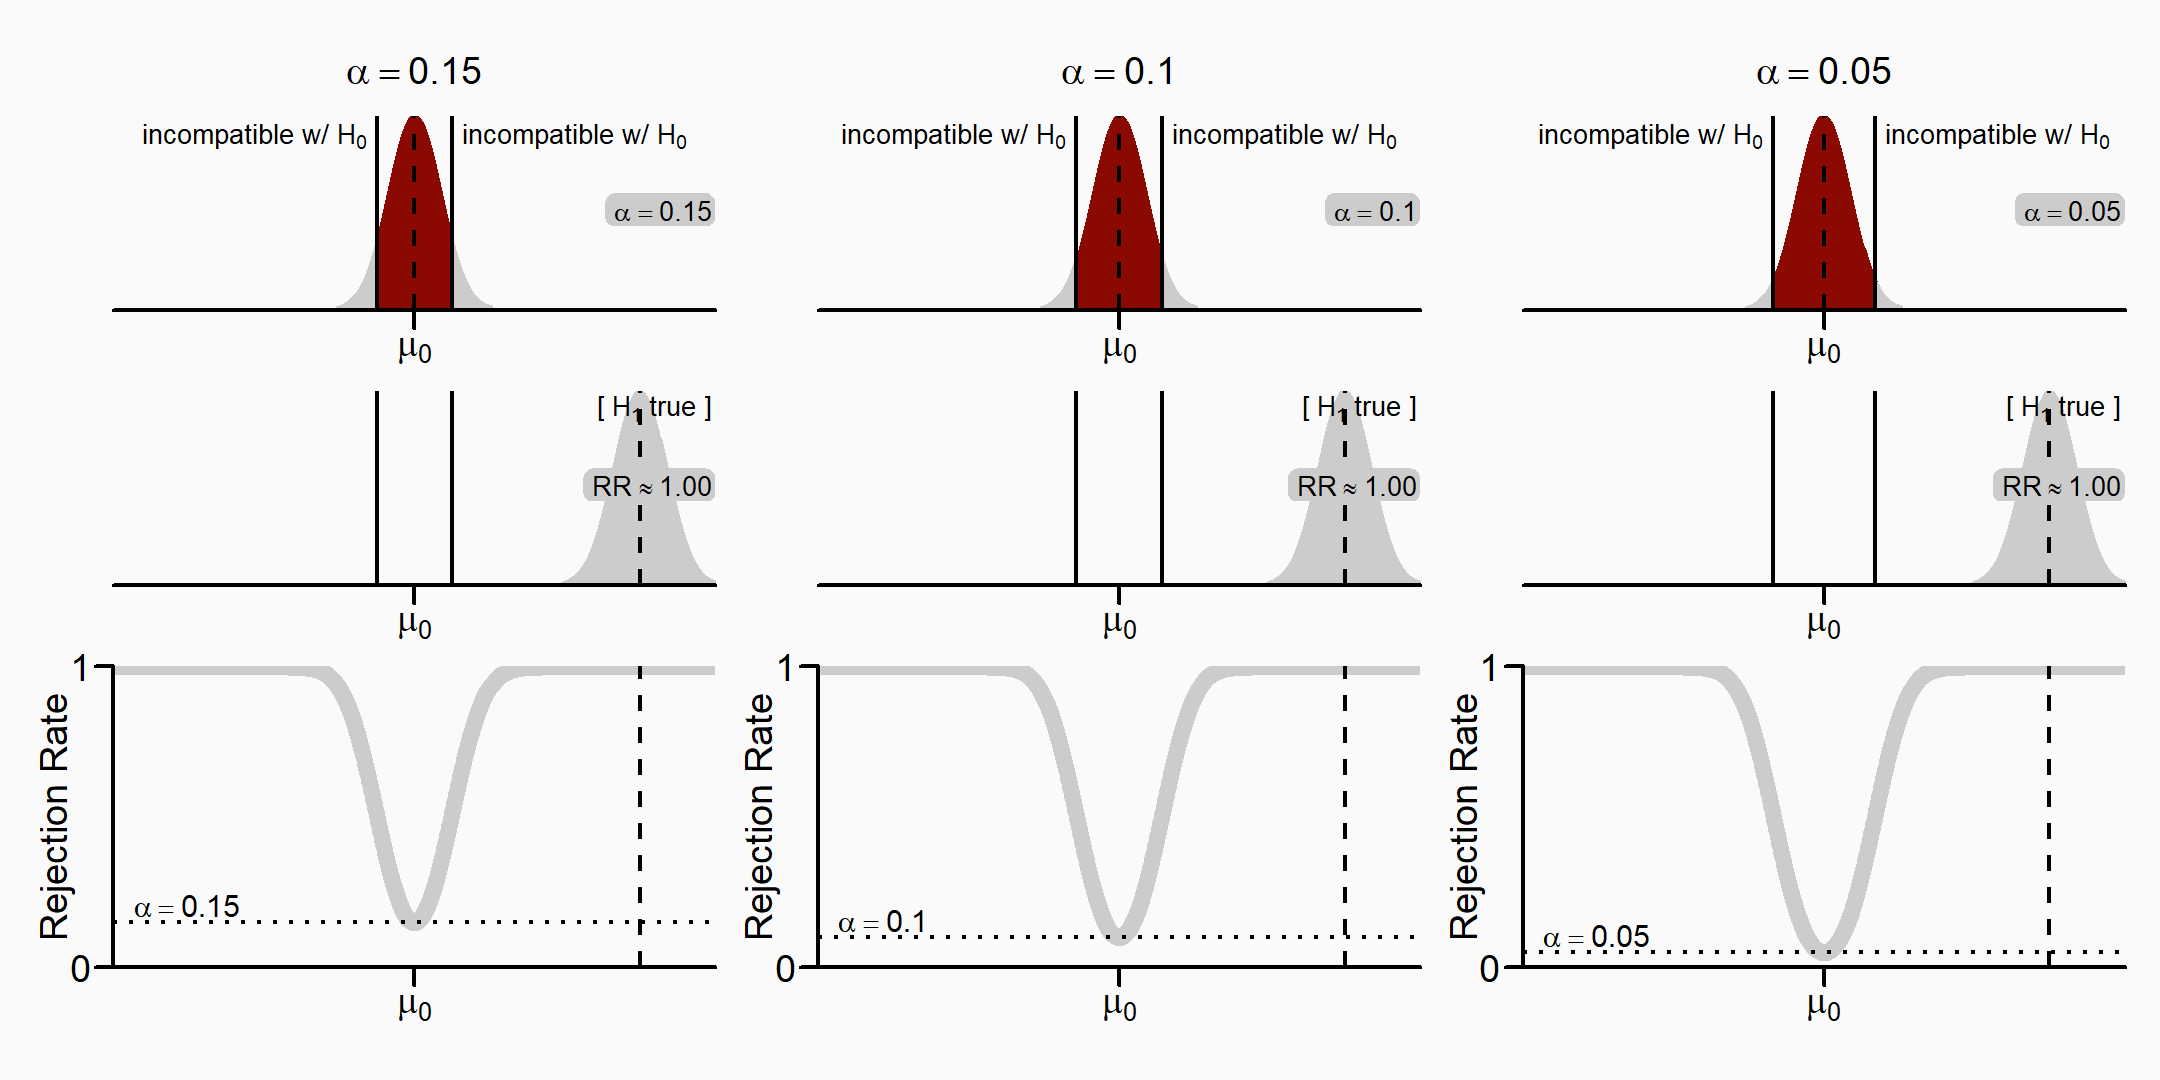 α = 0.15
incompatible w/ H₀
incompatible w/ H₀
α = 0.15
μ₀
[ H₁ true ]
RR ≈ 1.00
μ₀
Rejection Rate
1
0
α = 0.15
μ₀
α = 0.1
incompatible w/ H₀
incompatible w/ H₀
α = 0.1
μ₀
[ H₁ true ]
RR ≈ 1.00
μ₀
Rejection Rate
1
0
α = 0.1
μ₀
α = 0.05
incompatible w/ H₀
incompatible w/ H₀
α = 0.05
μ₀
[ H₁ true ]
RR ≈ 1.00
μ₀
Rejection Rate
1
0
α = 0.05
μ₀